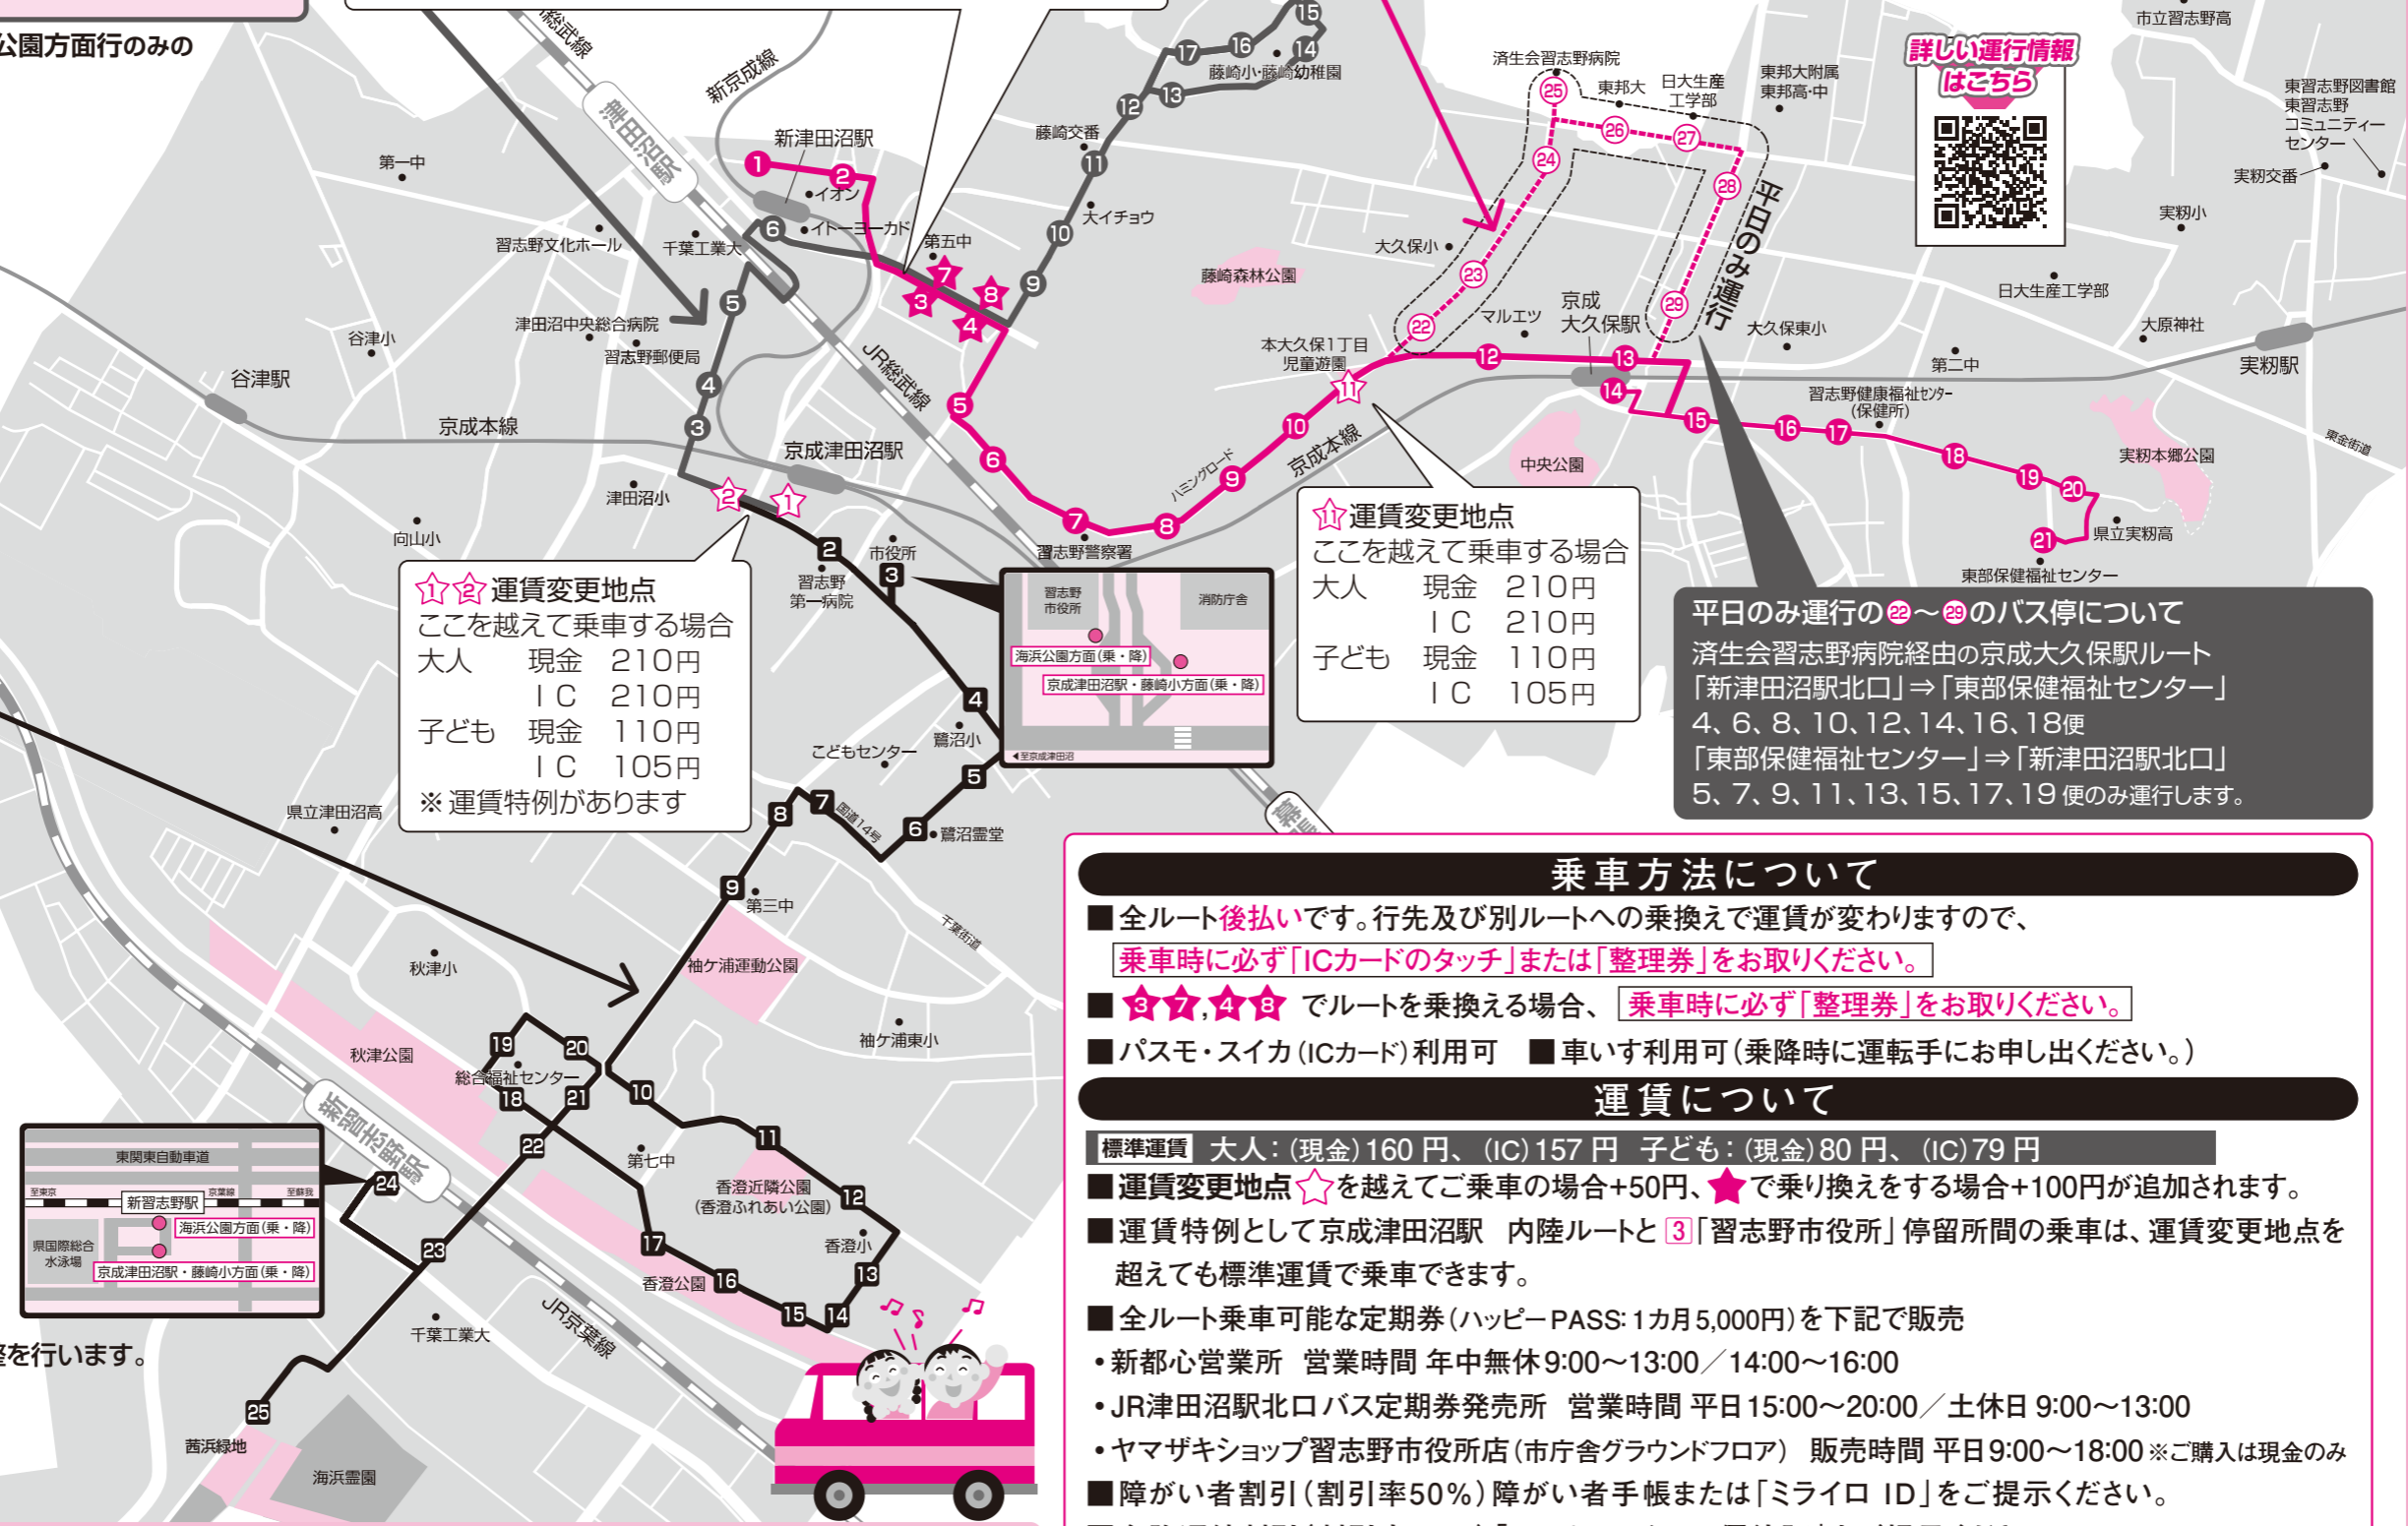 公園方面行のみの
総武線
新京成線
津田沼駅
新津田沼駅
第一中
イオン
イトーヨーカド
習志野文化ホール
千葉工業大
第五中
津田沼中央総合病院
習志野郵便局
谷津小
谷津駅
京成本線
京成津田沼駅
津田沼小
向山小
市役所
習志野
第一病院
藤崎小・藤崎幼稚園
藤崎交番
大イチョウ
藤崎森林公園
JR総武線
済生会習志野病院
東邦大
日大生産
工学部
東邦大附属
東邦高・中
市立習志野高
詳しい運行情報
はこちら
東習志野図書館
東習志野
コミュニティー
センター
実籾交番
実籾小
日大生産工学部
大原神社
実籾駅
平日のみ運行
大久保小
マルエツ
京成
大久保駅
大久保東小
第二中
本大久保1丁目
児童遊園
習志野健康福祉センター
(保健所)
中央公園
実籾本郷公園
東金街道
県立実籾高
東部保健福祉センター
ハミングロード
京成本線
習志野警察署
①②運賃変更地点
ここを越えて乗車する場合
大人 現金 210円
IC 210円
子ども 現金 110円
IC 105円
※運賃特例があります
⑪運賃変更地点
ここを越えて乗車する場合
大人 現金 210円
IC 210円
子ども 現金 110円
IC 105円
習志野
市役所
消防庁舎
海浜公園方面(乗・降)
京成津田沼駅・藤崎小方面(乗・降)
◀至京成津田沼
平日のみ運行の㉒〜㉙のバス停について
済生会習志野病院経由の京成大久保駅ルート
「新津田沼駅北口」⇒「東部保健福祉センター」
4、6、8、10、12、14、16、18便
「東部保健福祉センター」⇒「新津田沼駅北口」
5、7、9、11、13、15、17、19便のみ運行します。
こどもセンター
鷺沼小
国道14号
鷺沼霊堂
県立津田沼高
第三中
千葉街道
袖ケ浦運動公園
袖ケ浦東小
秋津小
秋津公園
総合福祉センター
新習志野駅
第七中
香澄近隣公園
(香澄ふれあい公園)
香澄小
香澄公園
JR京葉線
千葉工業大
茜浜緑地
海浜霊園
東関東自動車道
至東京
京葉線
至蘇我
新習志野駅
海浜公園方面(乗・降)
県国際総合
水泳場
京成津田沼駅・藤崎小方面(乗・降)
を行います。
乗車方法について
■全ルート後払いです。行先及び別ルートへの乗換えで運賃が変わりますので、
乗車時に必ず「ICカードのタッチ」または「整理券」をお取りください。
■★3★7,★4★8でルートを乗換える場合、乗車時に必ず「整理券」をお取りください。
■パスモ・スイカ(ICカード)利用可 ■車いす利用可(乗降時に運転手にお申し出ください。)
運賃について
標準運賃 大人:(現金)160円、(IC)157円 子ども:(現金)80円、(IC)79円
■運賃変更地点☆を越えてご乗車の場合+50円、★で乗り換えをする場合+100円が追加されます。
■運賃特例として京成津田沼駅 内陸ルートと3「習志野市役所」停留所間の乗車は、運賃変更地点を
超えても標準運賃で乗車できます。
■全ルート乗車可能な定期券(ハッピーPASS:1カ月5,000円)を下記で販売
•新都心営業所 営業時間 年中無休9:00〜13:00/14:00〜16:00
•JR津田沼駅北口バス定期券発売所 営業時間 平日15:00〜20:00/土休日 9:00〜13:00
•ヤマザキショップ習志野市役所店(市庁舎グラウンドフロア) 販売時間 平日9:00〜18:00※ご購入は現金のみ
■障がい者割引(割引率50%)障がい者手帳または「ミライロ ID」をご提示ください。